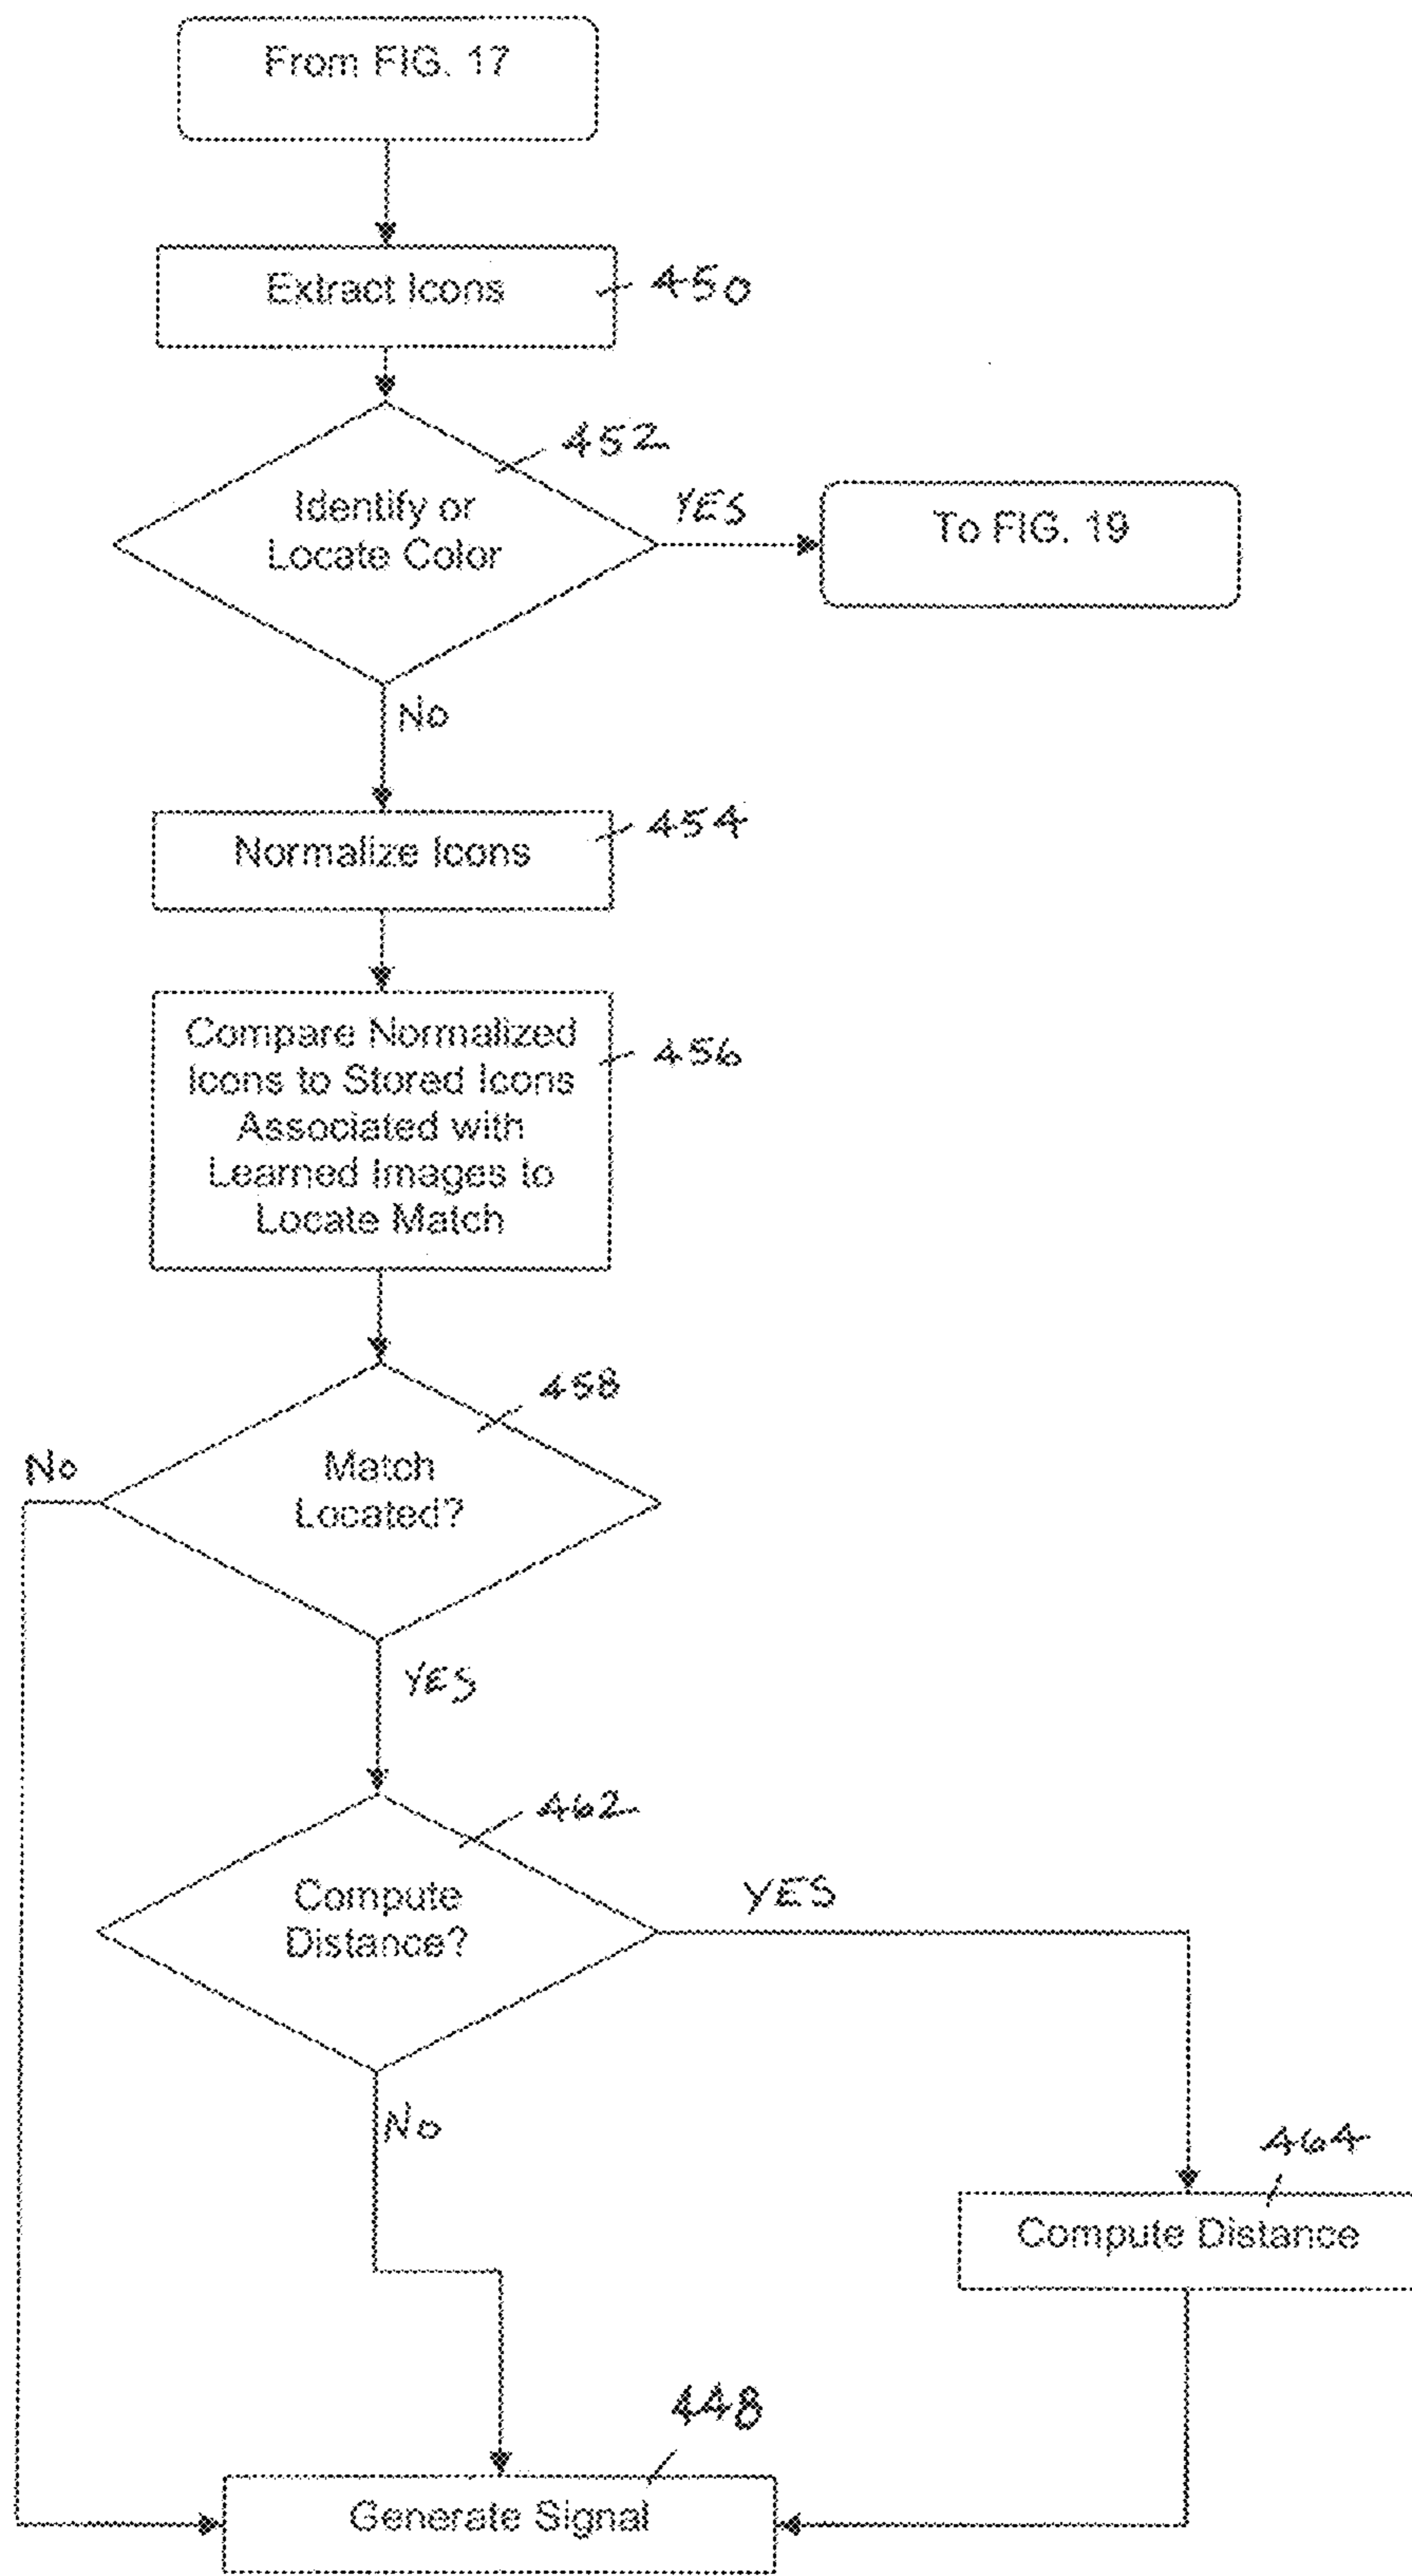 From FIG. 17
Extract Icons
450
452
Identify or
Locate Color
YES
To FIG. 19
No
454
Normalize Icons
Compare Normalized
Icons to Stored Icons
Associated with
Learned Images to
Locate Match
456
458
No
Match
Located?
YES
462
Compute
Distance?
YES
No
464
Compute Distance
448
Generate Signal